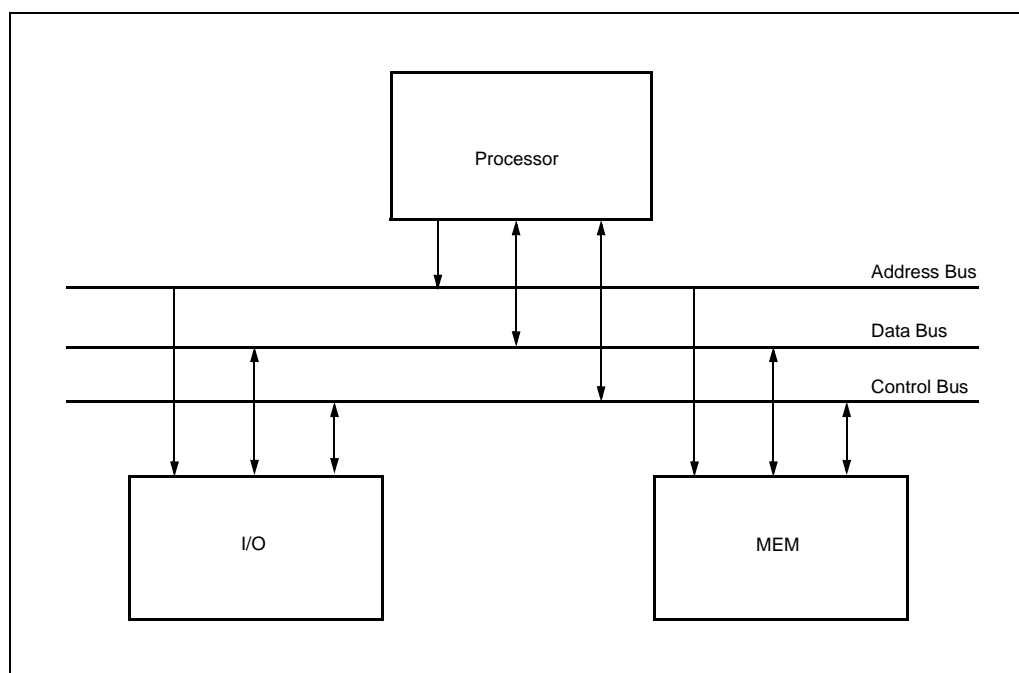 Processor
Address Bus
Data Bus
Control Bus
I/O
MEM